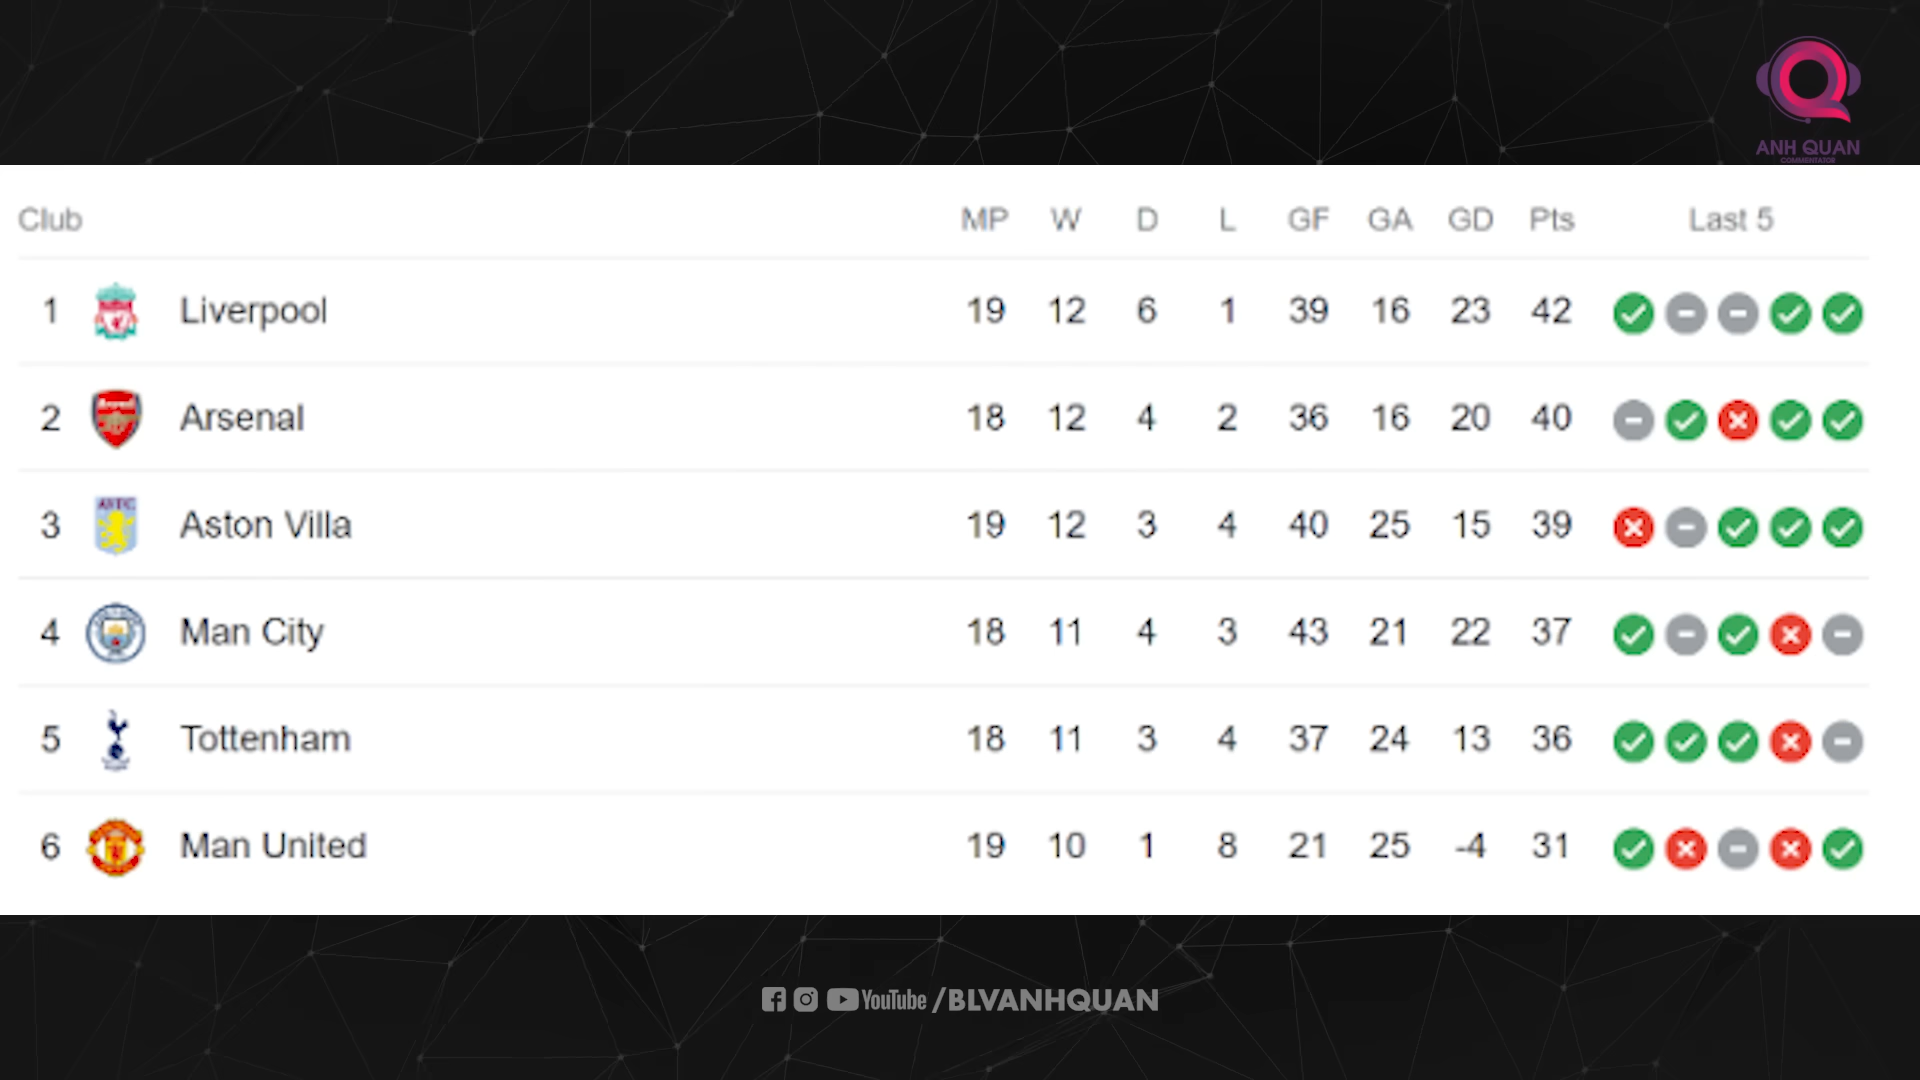 ANH QUAN
COMMENTATOR
Club MP W D L GF GA GD Pts Last 5
1 Liverpool 19 12 6 1 39 16 23 42
2 Arsenal 18 12 4 2 36 16 20 40
3 Aston Villa 19 12 3 4 40 25 15 39
4 Man City 18 11 4 3 43 21 22 37
5 Tottenham 18 11 3 4 37 24 13 36
6 Man United 19 10 1 8 21 25 -4 31
YouTube /BLVANHQUAN